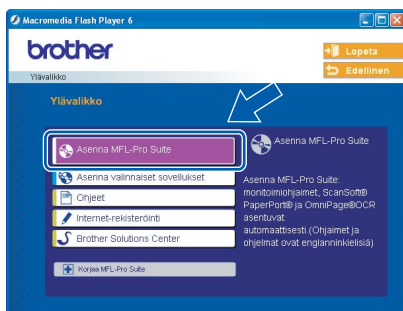 Macromedia Flash Player 6
brother
Lopeta
Edellinen
Ylävalikko
Ylävalikko
Asenna MFL-Pro Suite
Asenna valinnaiset sovellukset
Ohjeet
Internet-rekisteröinti
Brother Solutions Center
Korjaa MFL-Pro Suite
Asenna MFL-Pro Suite
Asenna MFL-Pro Suite:
monitoimiohjaimet, ScanSoft®
PaperPort® ja OmniPage®OCR
asentuvat
automaattisesti.(Ohjaimet ja
ohjelmat ovat englanninkielisiä)